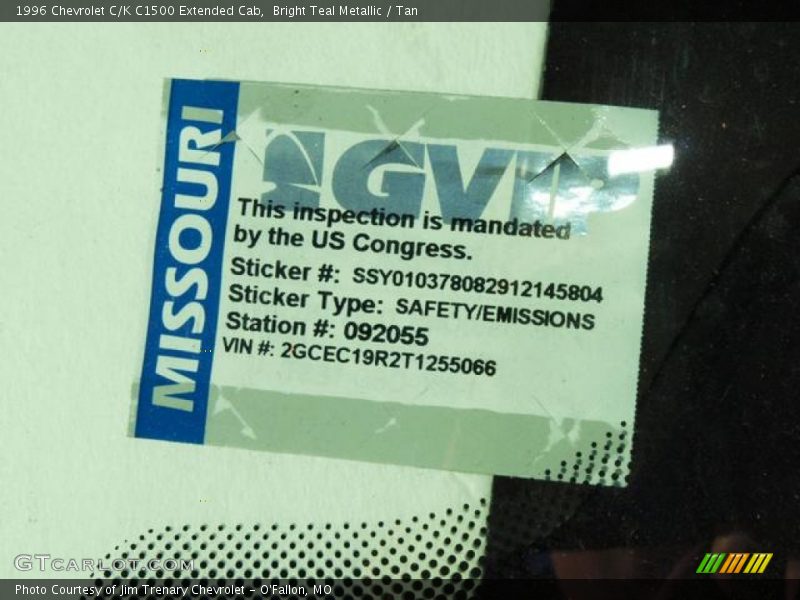 1996 Chevrolet C/K C1500 Extended Cab, Bright Teal Metallic / Tan
MISSOURI
GVIP
This inspection is mandated
by the US Congress.
Sticker #: SSY010378082912145804
Sticker Type: SAFETY/EMISSIONS
Station #: 092055
VIN #: 2GCEC19R2T1255066
GTCARLOT.COM
Photo Courtesy of Jim Trenary Chevrolet - O'Fallon, MO